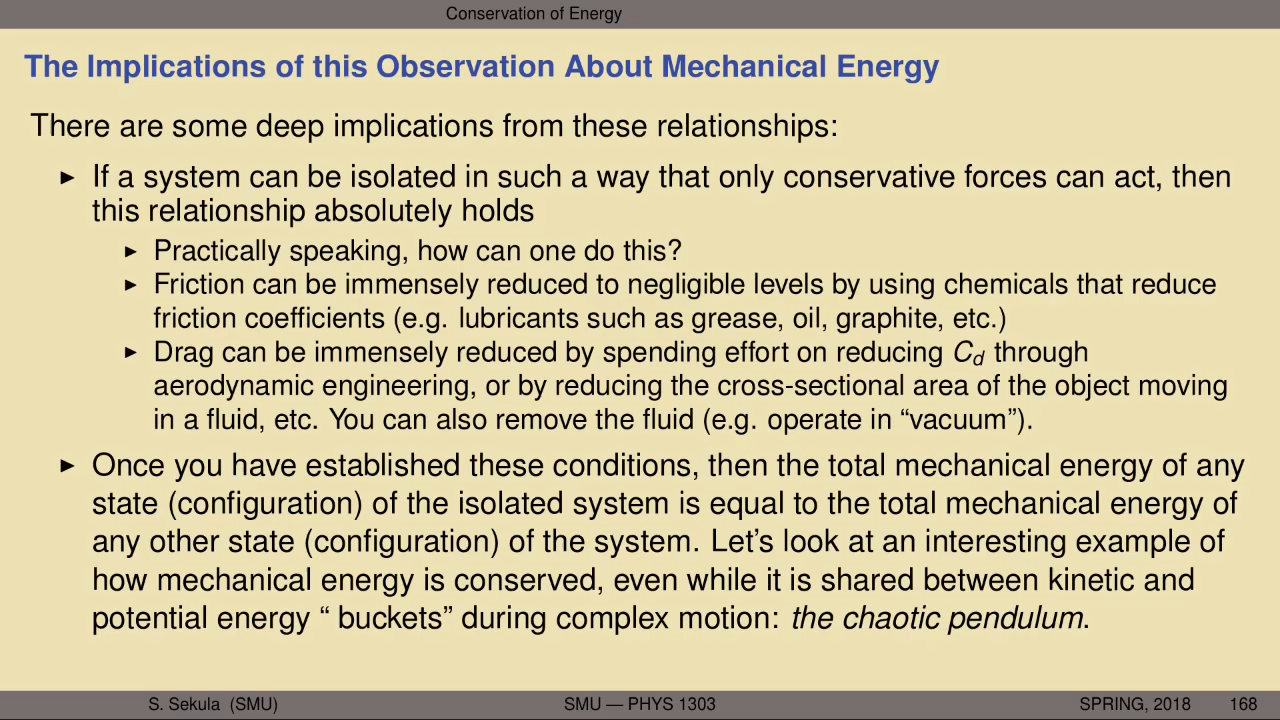 Conservation of Energy
The Implications of this Observation About Mechanical Energy
There are some deep implications from these relationships:
► If a system can be isolated in such a way that only conservative forces can act, then
this relationship absolutely holds
► Practically speaking, how can one do this?
► Friction can be immensely reduced to negligible levels by using chemicals that reduce
friction coefficients (e.g. lubricants such as grease, oil, graphite, etc.)
► Drag can be immensely reduced by spending effort on reducing C_d through
aerodynamic engineering, or by reducing the cross-sectional area of the object moving
in a fluid, etc. You can also remove the fluid (e.g. operate in “vacuum”).
► Once you have established these conditions, then the total mechanical energy of any
state (configuration) of the isolated system is equal to the total mechanical energy of
any other state (configuration) of the system. Let’s look at an interesting example of
how mechanical energy is conserved, even while it is shared between kinetic and
potential energy “ buckets” during complex motion: the chaotic pendulum.
S. Sekula (SMU) SMU — PHYS 1303 SPRING, 2018 168